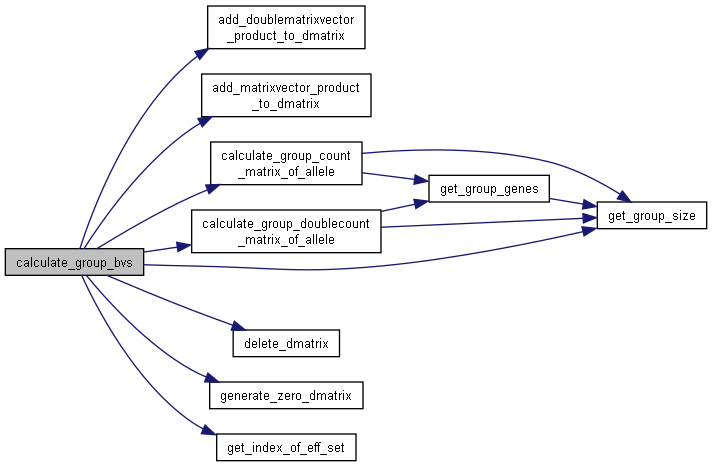 add_doublematrixvector
_product_to_dmatrix
add_matrixvector_product
_to_dmatrix
calculate_group_count
_matrix_of_allele
get_group_genes
calculate_group_doublecount
_matrix_of_allele
get_group_size
calculate_group_bvs
delete_dmatrix
generate_zero_dmatrix
get_index_of_eff_set